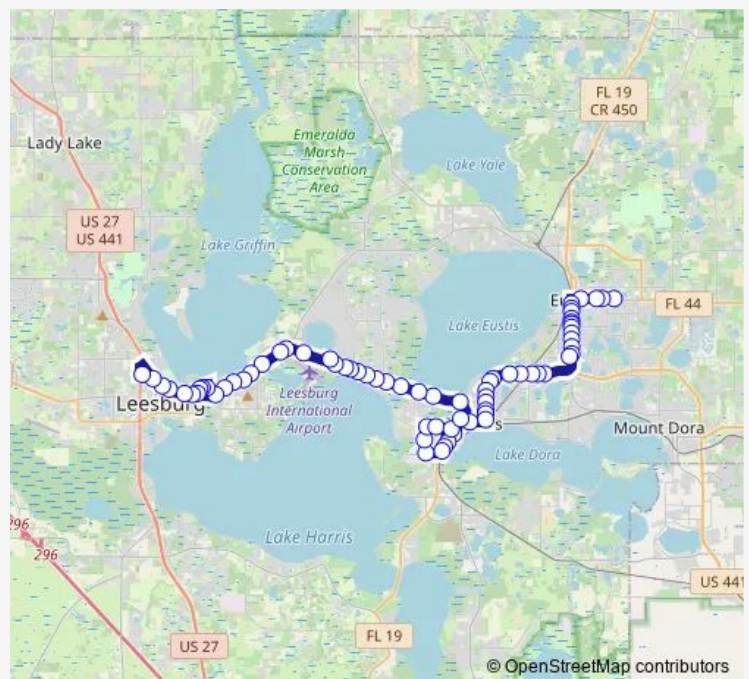 FL 19
CR 450
Lady Lake
Emeralda
Marsh
Conservation
Area
Lake Yale
US 27
US 441
Lake Griffin
FL 44
Lake Eustis
Leesburg
Leesburg
International
Airport
Mount Dora
Lake Dora
296
296
Lake Harris
US 441
FL 19
US 27
© OpenStreetMap contributors